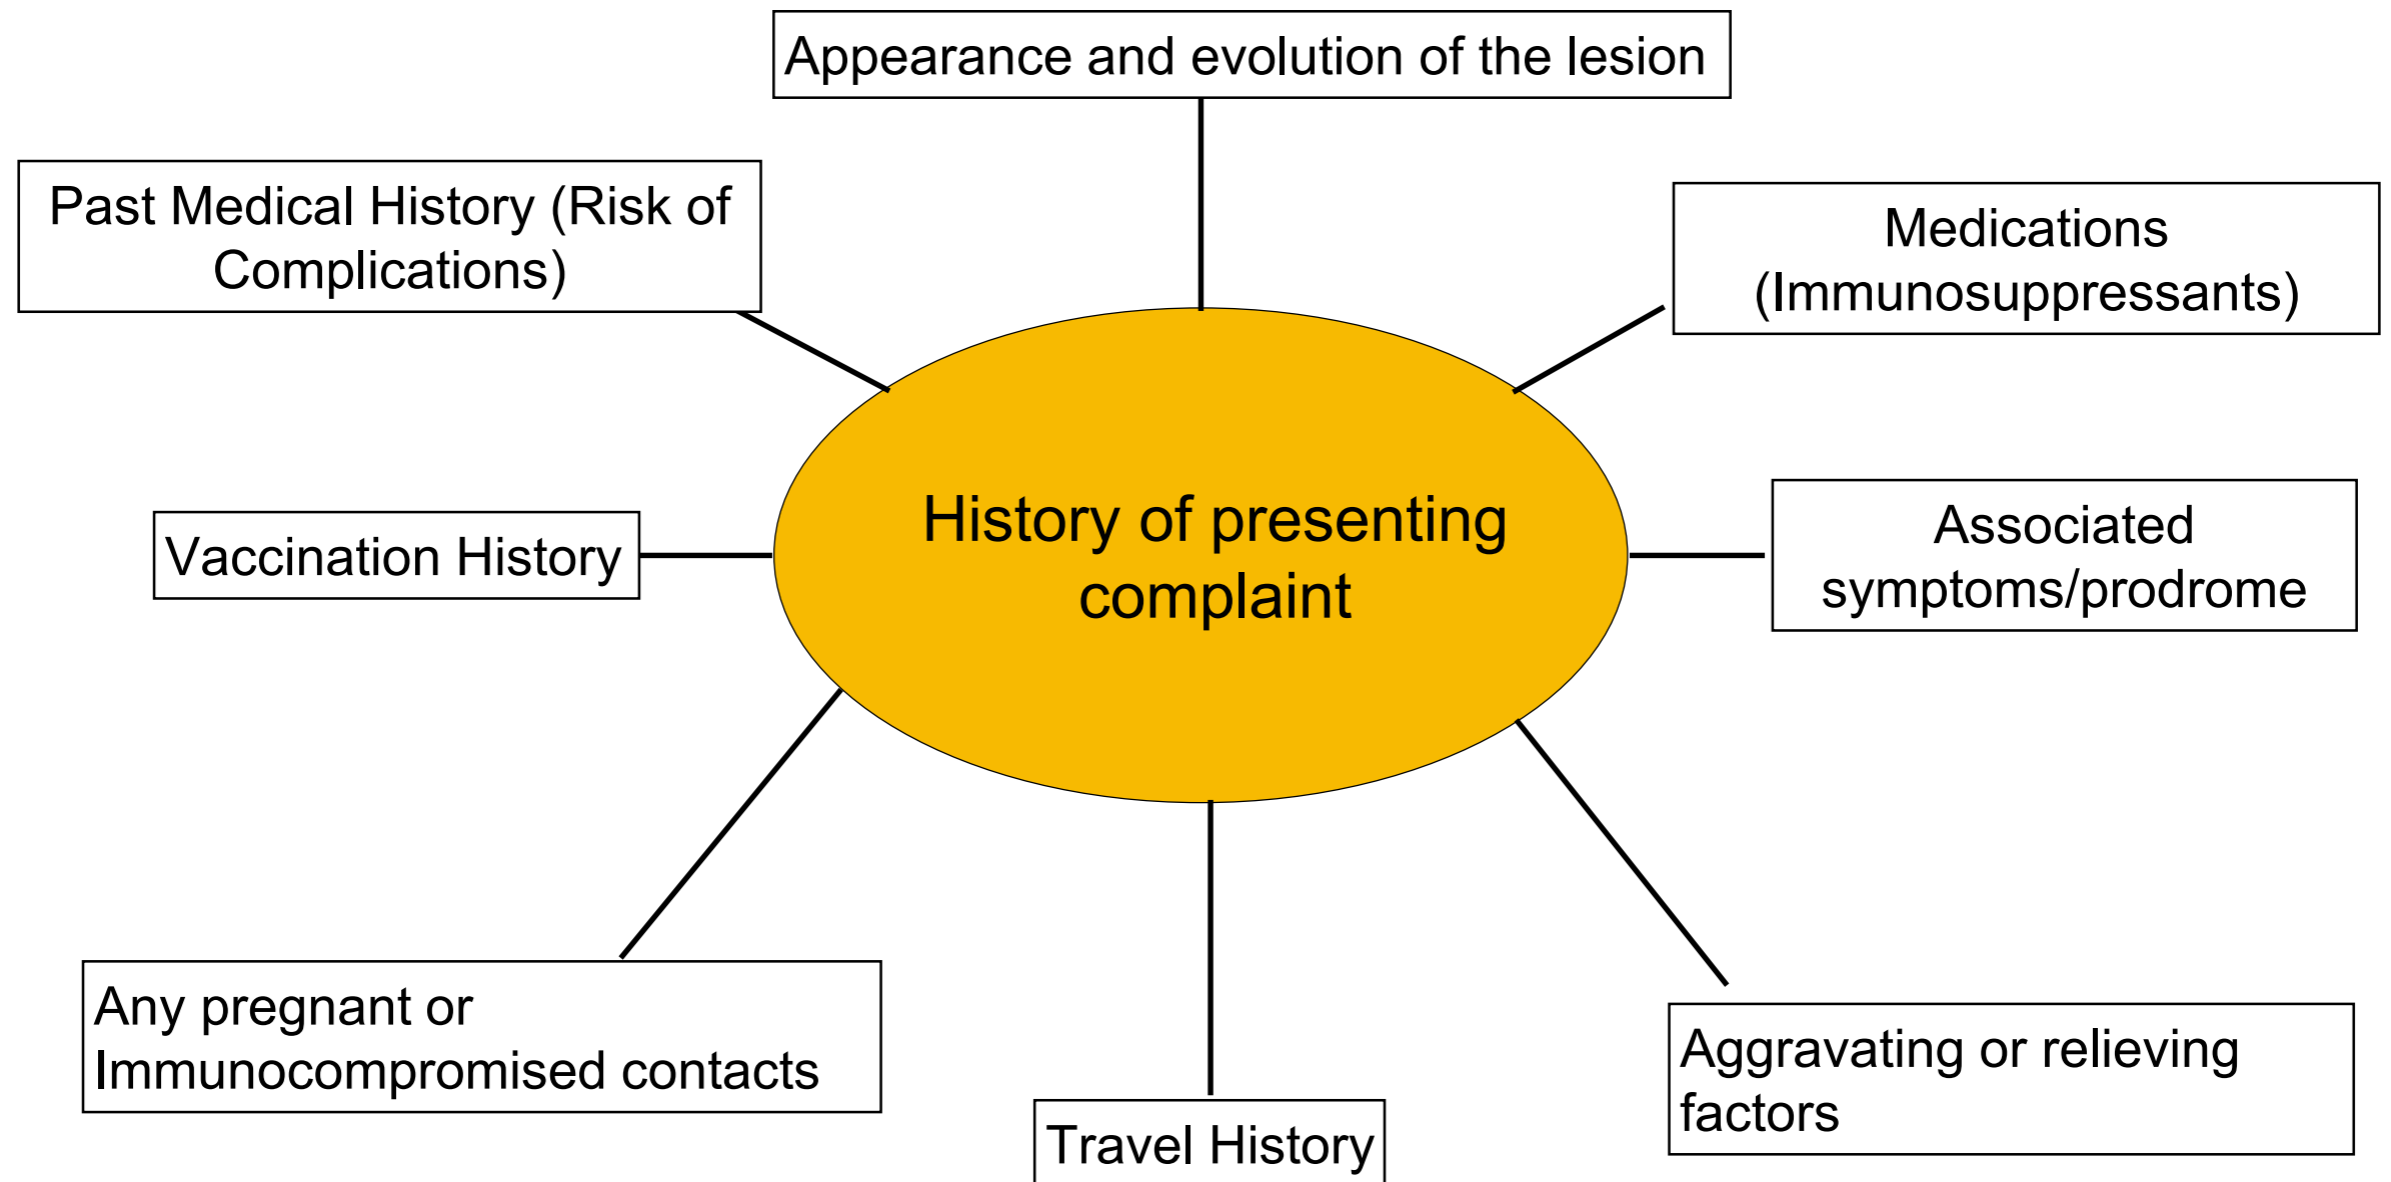 Appearance and evolution of the lesion
Past Medical History (Risk of
Complications)
Medications
(Immunosuppressants)
History of presenting
complaint
Vaccination History
Associated
symptoms/prodrome
Any pregnant or
Immunocompromised contacts
Aggravating or relieving
factors
Travel History